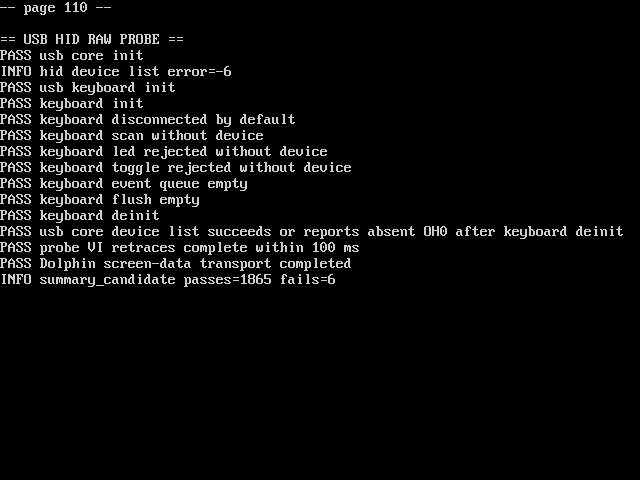 -- page 110 --
== USB HID RAW PROBE ==
PASS usb core init
INFO hid device list error=-6
PASS usb keyboard init
PASS keyboard init
PASS keyboard disconnected by default
PASS keyboard scan without device
PASS keyboard led rejected without device
PASS keyboard toggle rejected without device
PASS keyboard event queue empty
PASS keyboard flush empty
PASS keyboard deinit
PASS usb core device list succeeds or reports absent OH0 after keyboard deinit
PASS probe VI retraces complete within 100 ms
PASS Dolphin screen-data transport completed
INFO summary_candidate passes=1865 fails=6